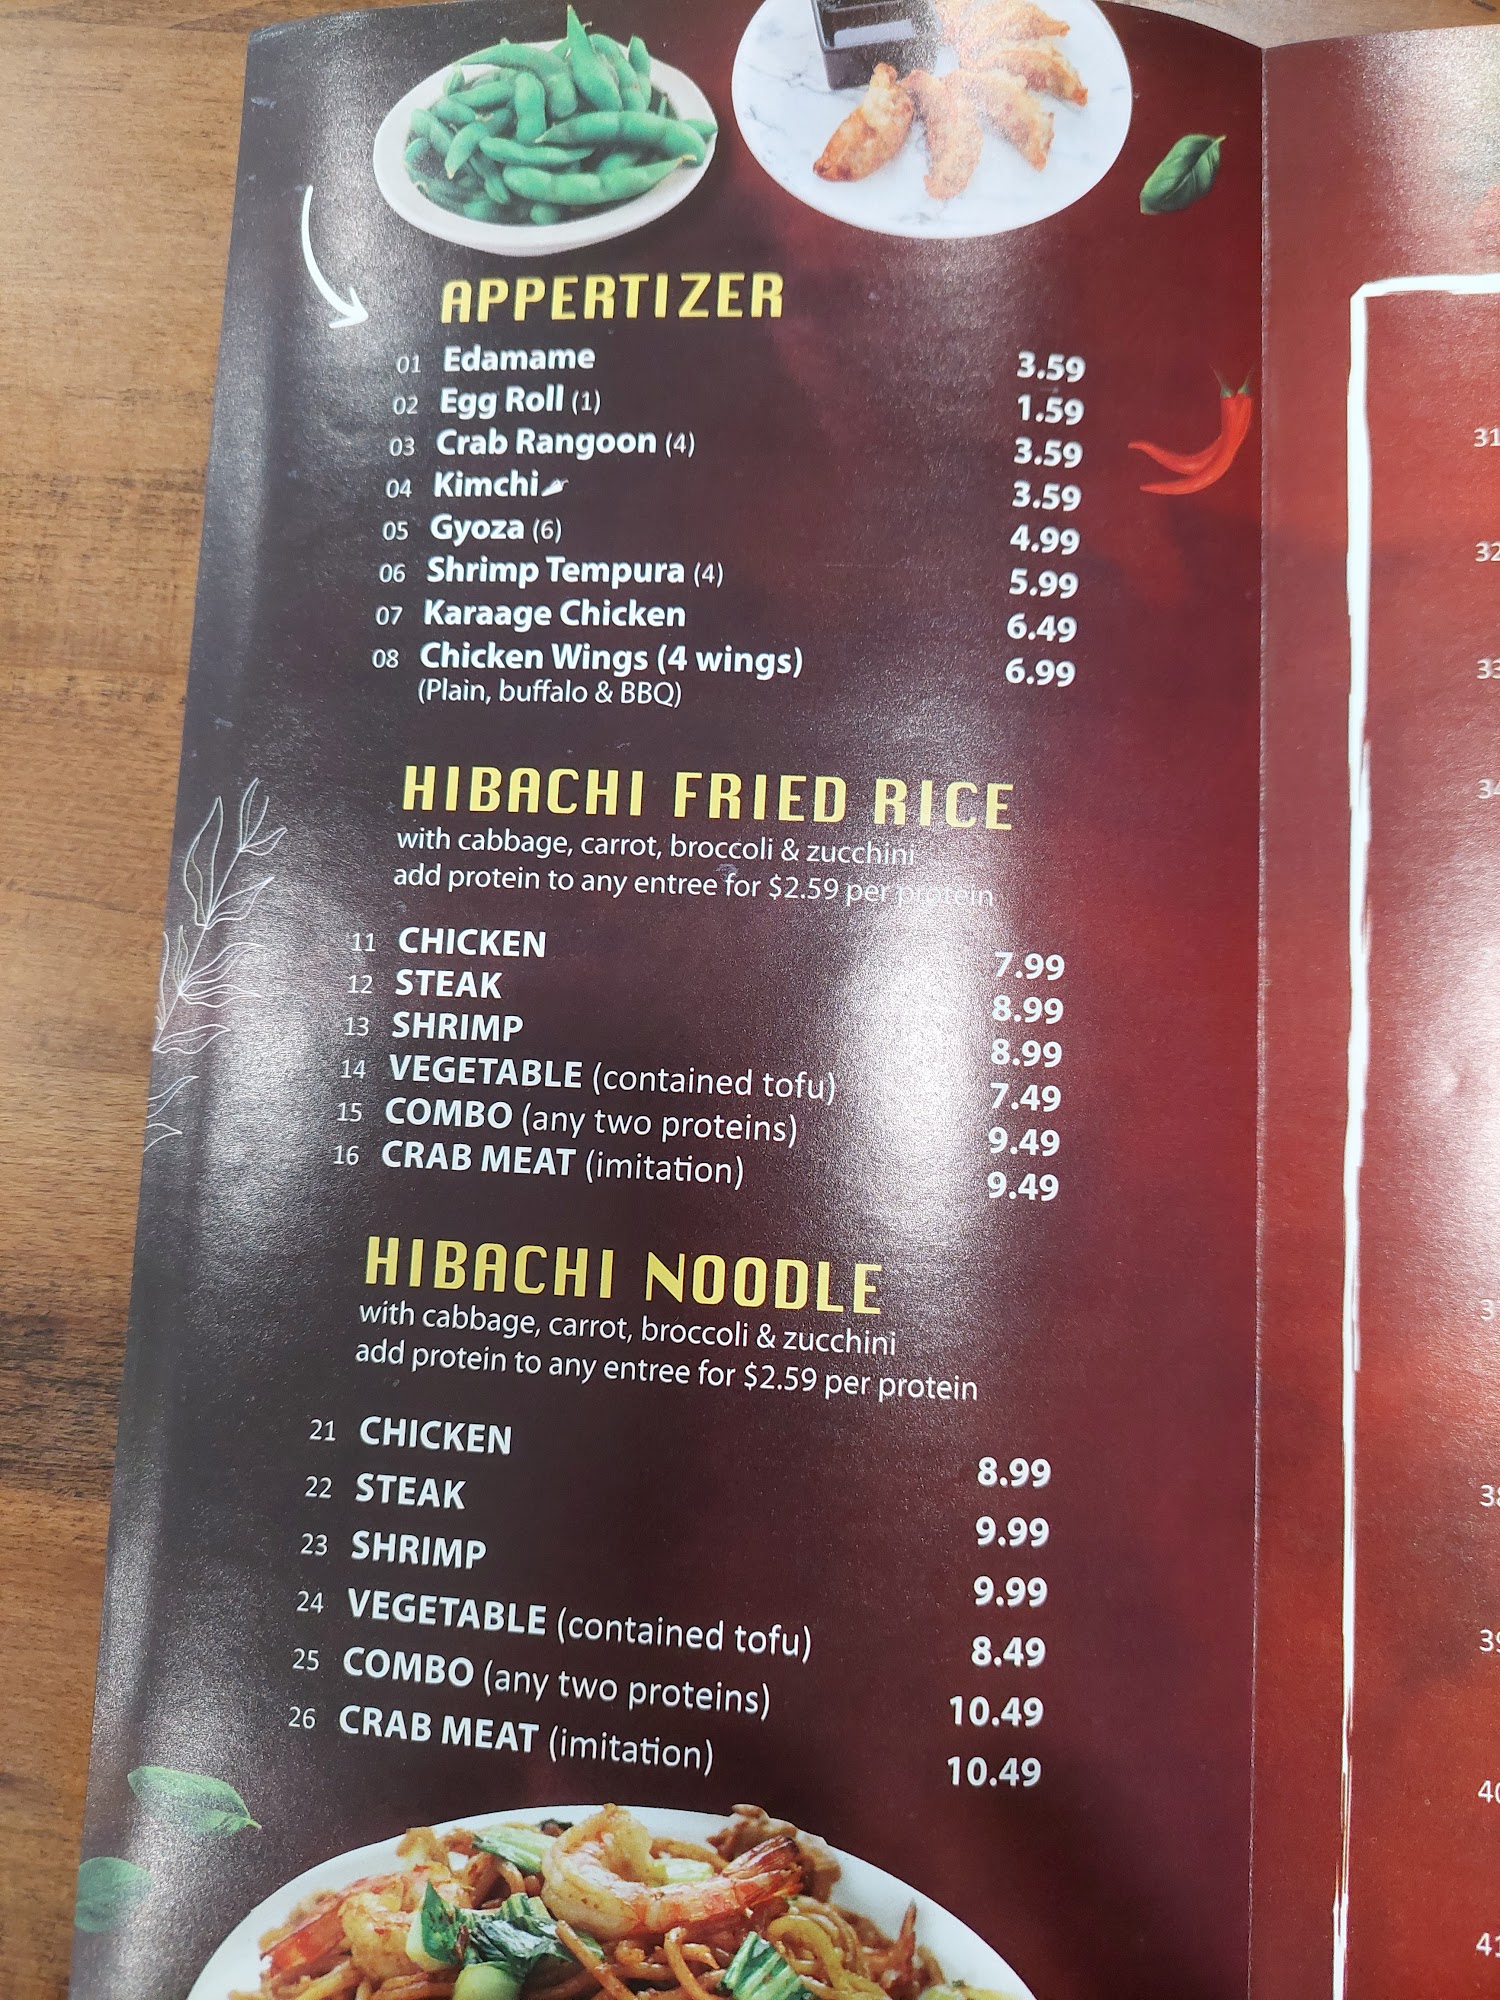 APPERTIZER
01 Edamame 3.59
02 Egg Roll (1) 1.59
03 Crab Rangoon (4) 3.59
04 Kimchi 3.59
05 Gyoza (6) 4.99
06 Shrimp Tempura (4) 5.99
07 Karaage Chicken 6.49
08 Chicken Wings (4 wings) 6.99
(Plain, buffalo & BBQ)
HIBACHI FRIED RICE
with cabbage, carrot, broccoli & zucchini
add protein to any entree for $2.59 per protein
11 CHICKEN 7.99
12 STEAK 8.99
13 SHRIMP 8.99
14 VEGETABLE (contained tofu) 7.49
15 COMBO (any two proteins) 9.49
16 CRAB MEAT (imitation) 9.49
HIBACHI NOODLE
with cabbage, carrot, broccoli & zucchini
add protein to any entree for $2.59 per protein
21 CHICKEN 8.99
22 STEAK 9.99
23 SHRIMP 9.99
24 VEGETABLE (contained tofu) 8.49
25 COMBO (any two proteins) 10.49
26 CRAB MEAT (imitation) 10.49
31
32
33
34
38
39
40
41